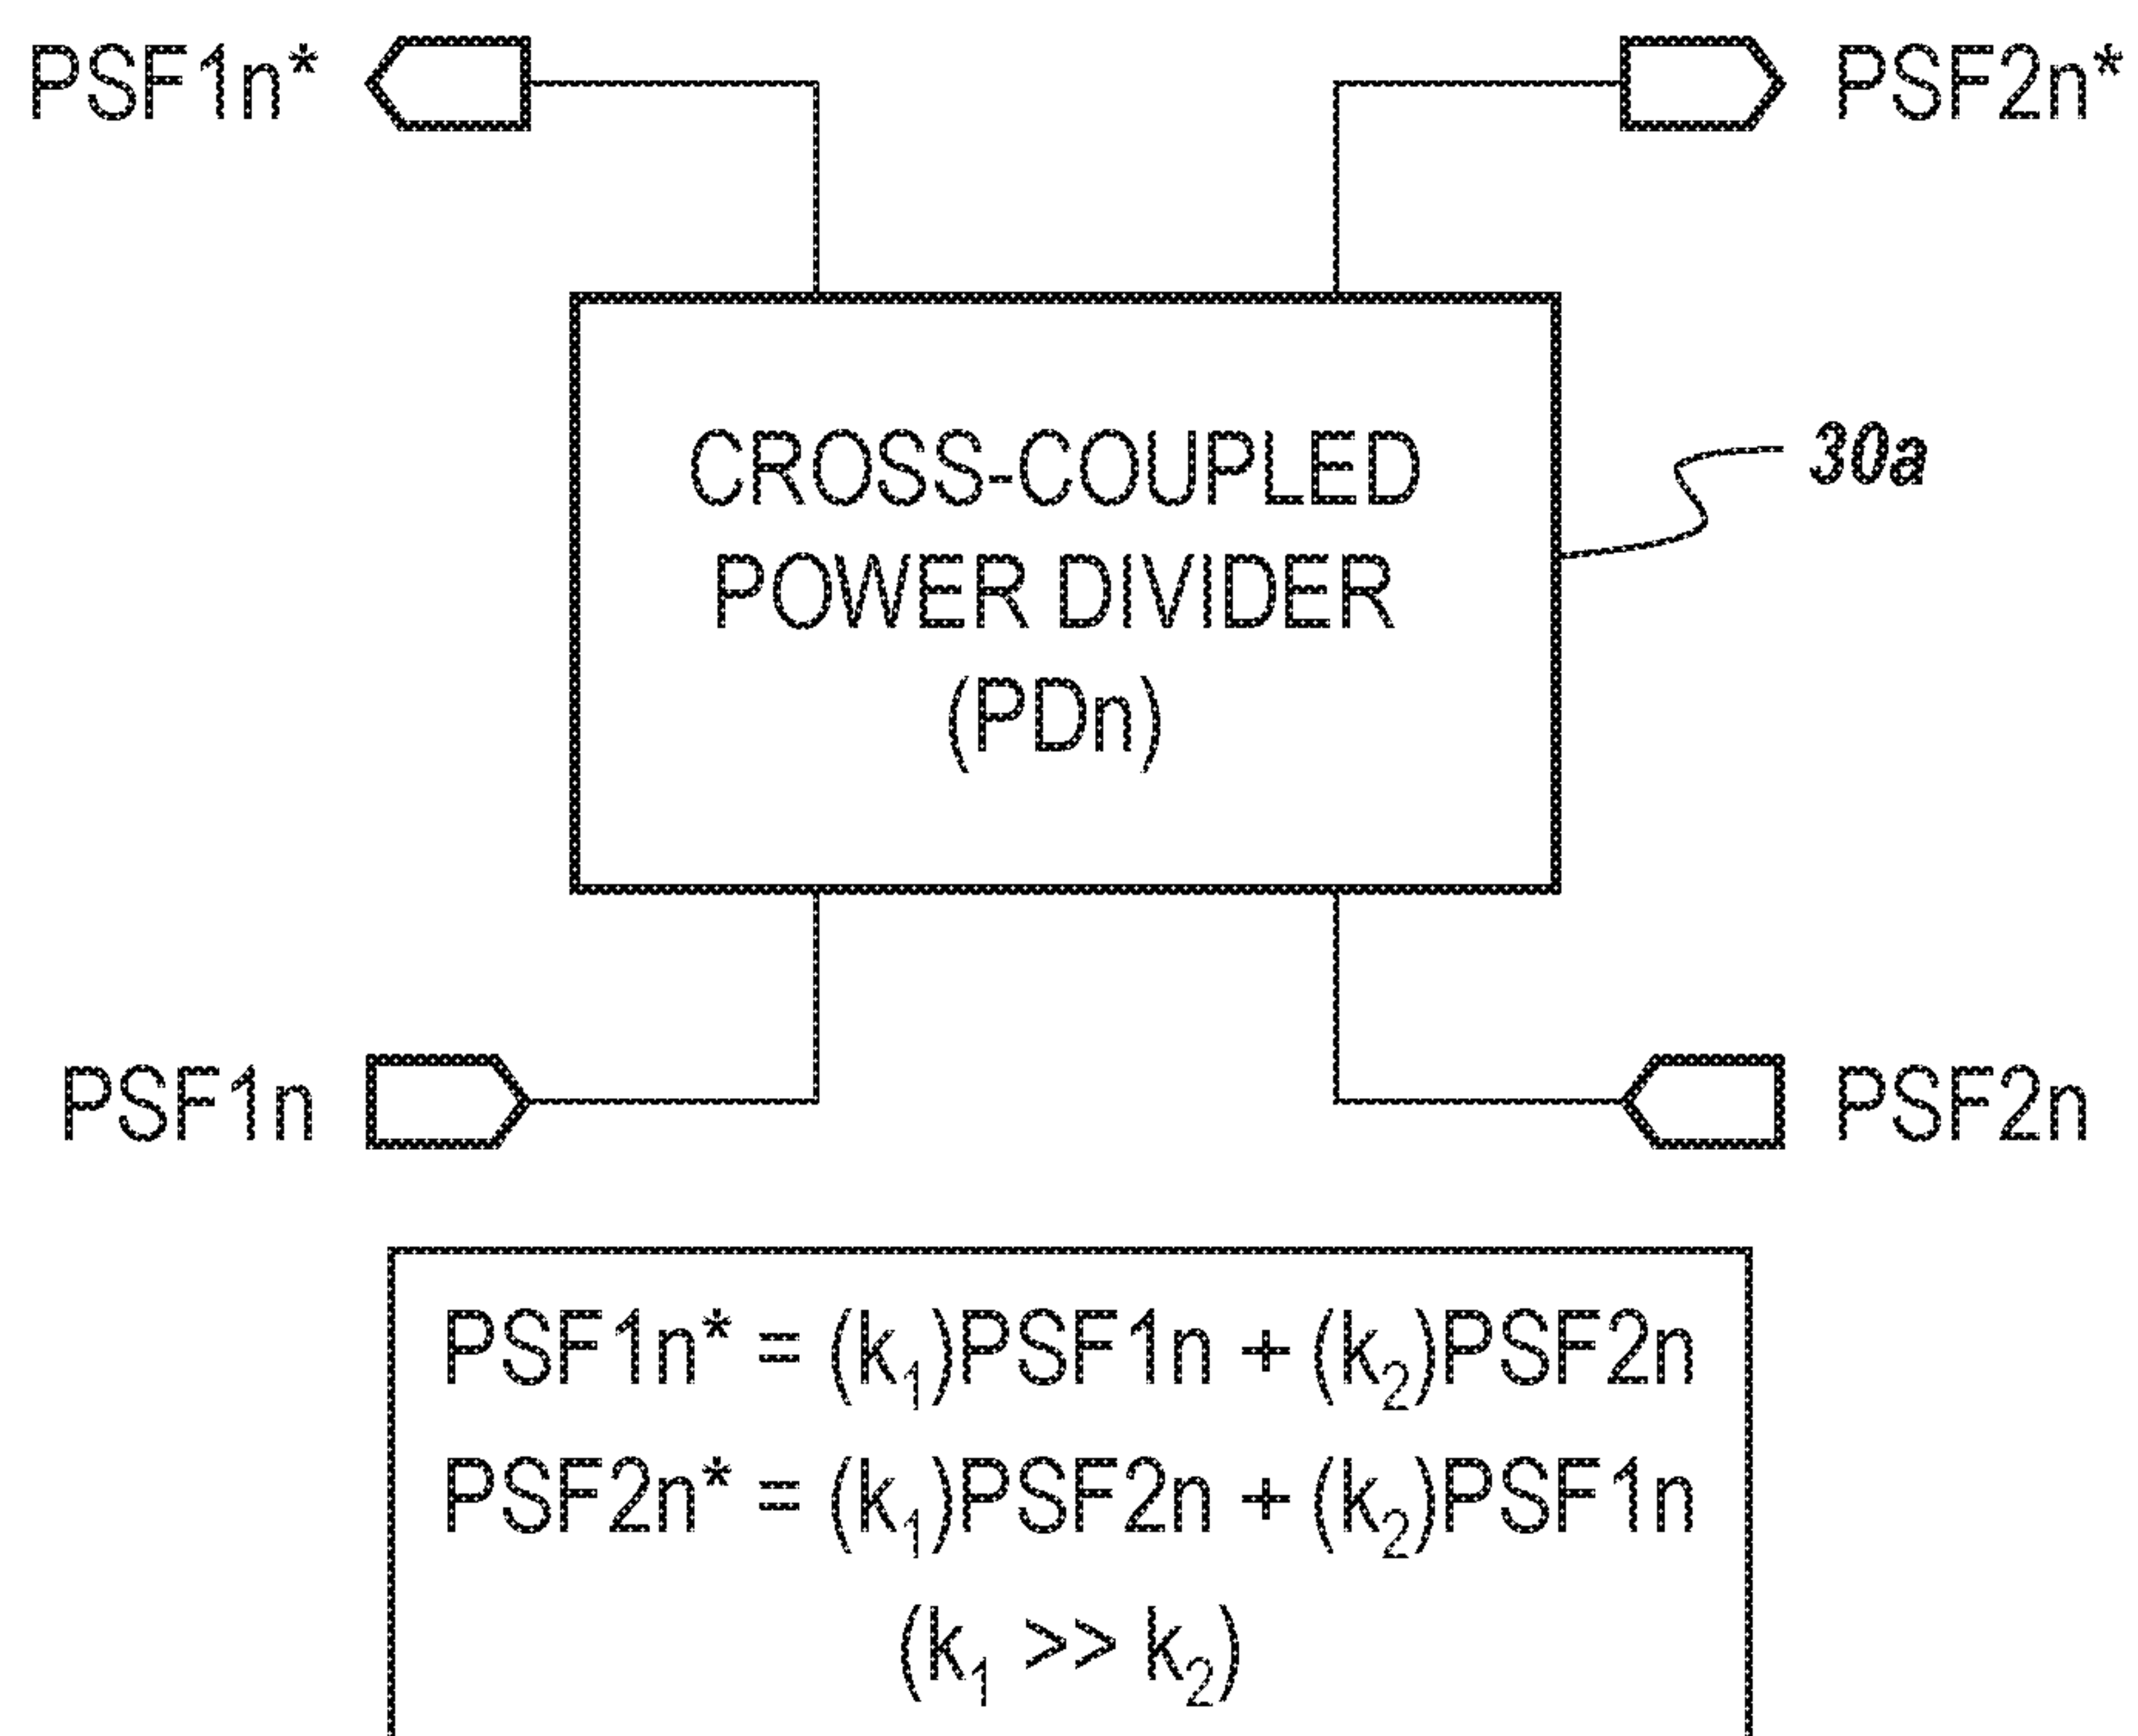 PSF1n*
PSF2n*
CROSS-COUPLED
POWER DIVIDER
(PDn)
30a
PSF1n
PSF2n
PSF1n* = (k₁)PSF1n + (k₂)PSF2n
PSF2n* = (k₁)PSF2n + (k₂)PSF1n
(k₁ >> k₂)